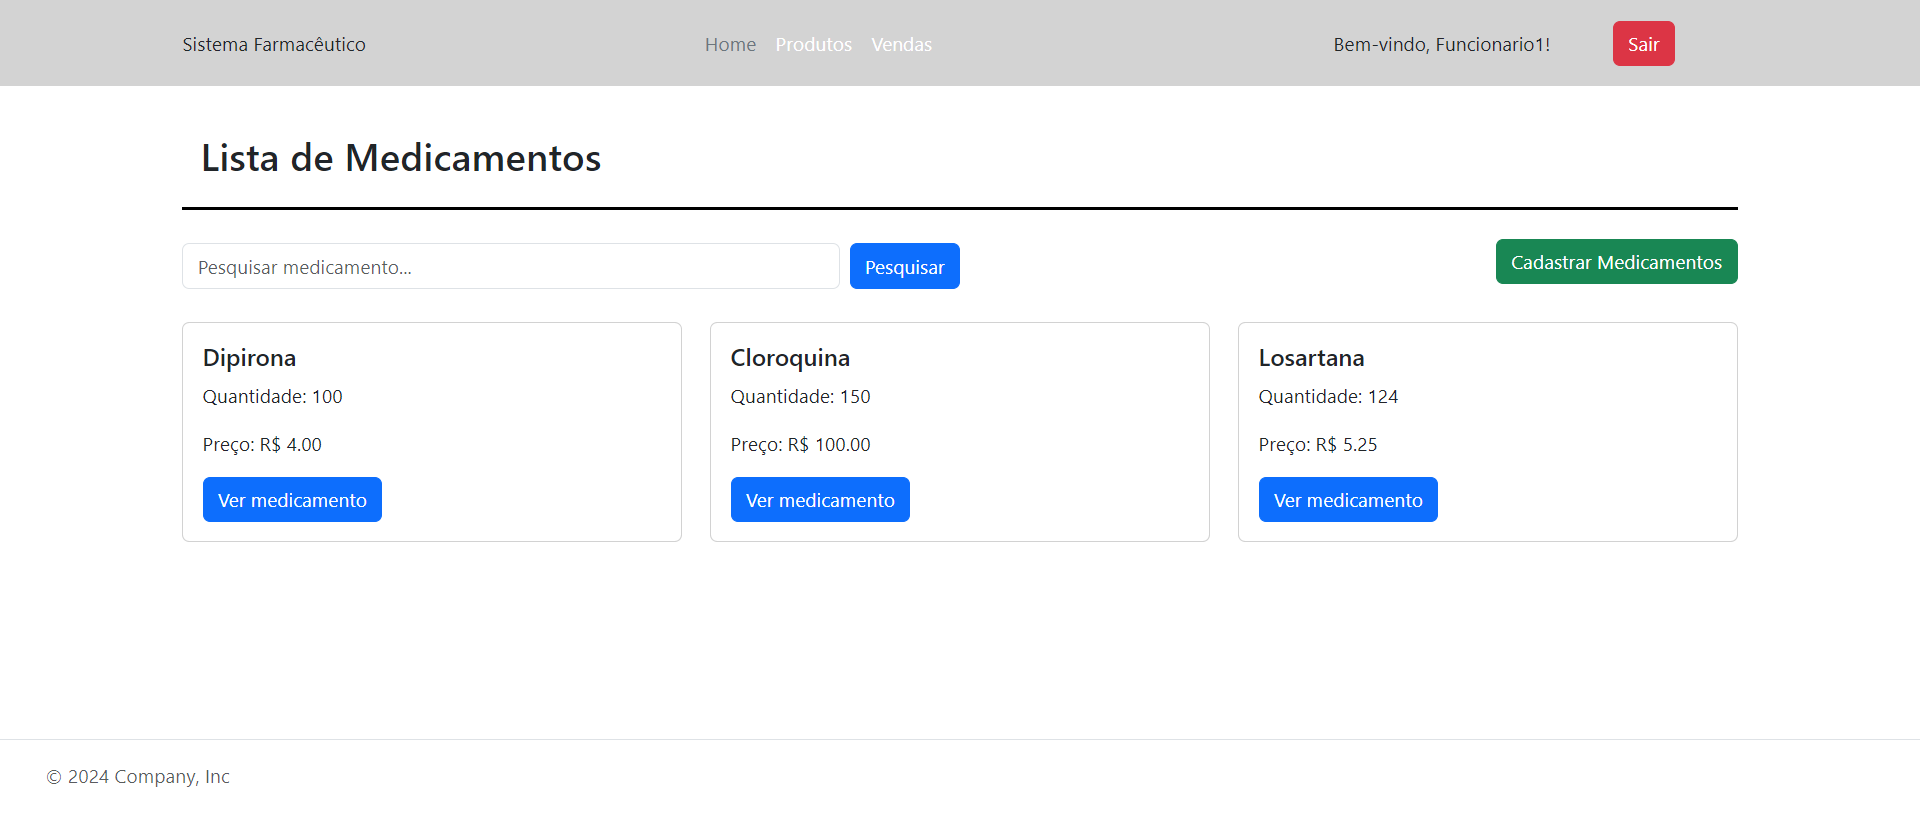 Sistema Farmacêutico Home Produtos Vendas Bem-vindo, Funcionario1! Sair
Lista de Medicamentos
Pesquisar medicamento... Pesquisar Cadastrar Medicamentos
Dipirona
Quantidade: 100
Preço: R$ 4.00
Ver medicamento
Cloroquina
Quantidade: 150
Preço: R$ 100.00
Ver medicamento
Losartana
Quantidade: 124
Preço: R$ 5.25
Ver medicamento
© 2024 Company, Inc